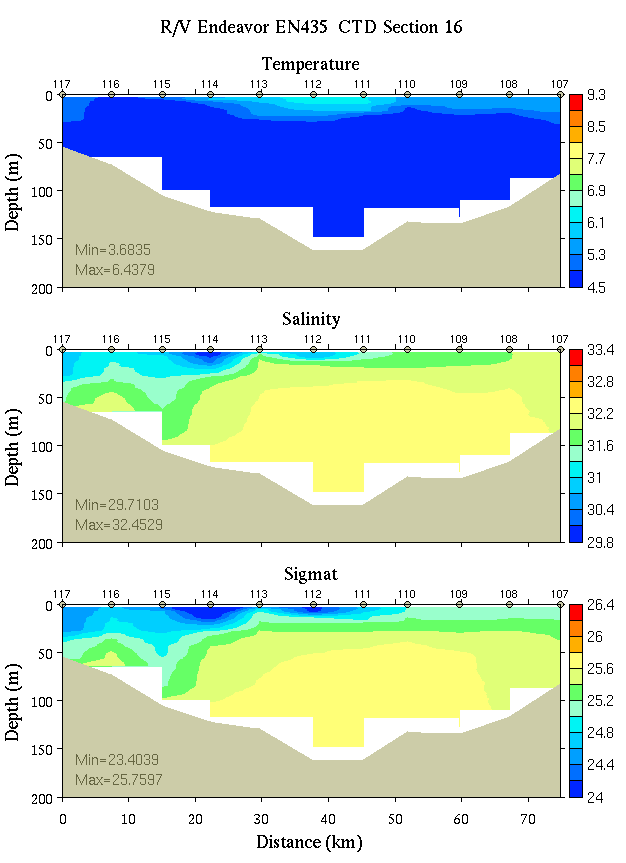 R/V Endeavor EN435 CTD Section 16
Temperature
117 116 115 114 113 112 111 110 109 108 107
0
50
100
150
200
Depth (m)
Min=3.6835
Max=6.4379
9.3
8.5
7.7
6.9
6.1
5.3
4.5
Salinity
117 116 115 114 113 112 111 110 109 108 107
0
50
100
150
200
Depth (m)
Min=29.7103
Max=32.4529
33.4
32.8
32.2
31.6
31
30.4
29.8
Sigmat
117 116 115 114 113 112 111 110 109 108 107
0
50
100
150
200
Depth (m)
Min=23.4039
Max=25.7597
26.4
26
25.6
25.2
24.8
24.4
24
0 10 20 30 40 50 60 70
Distance (km)